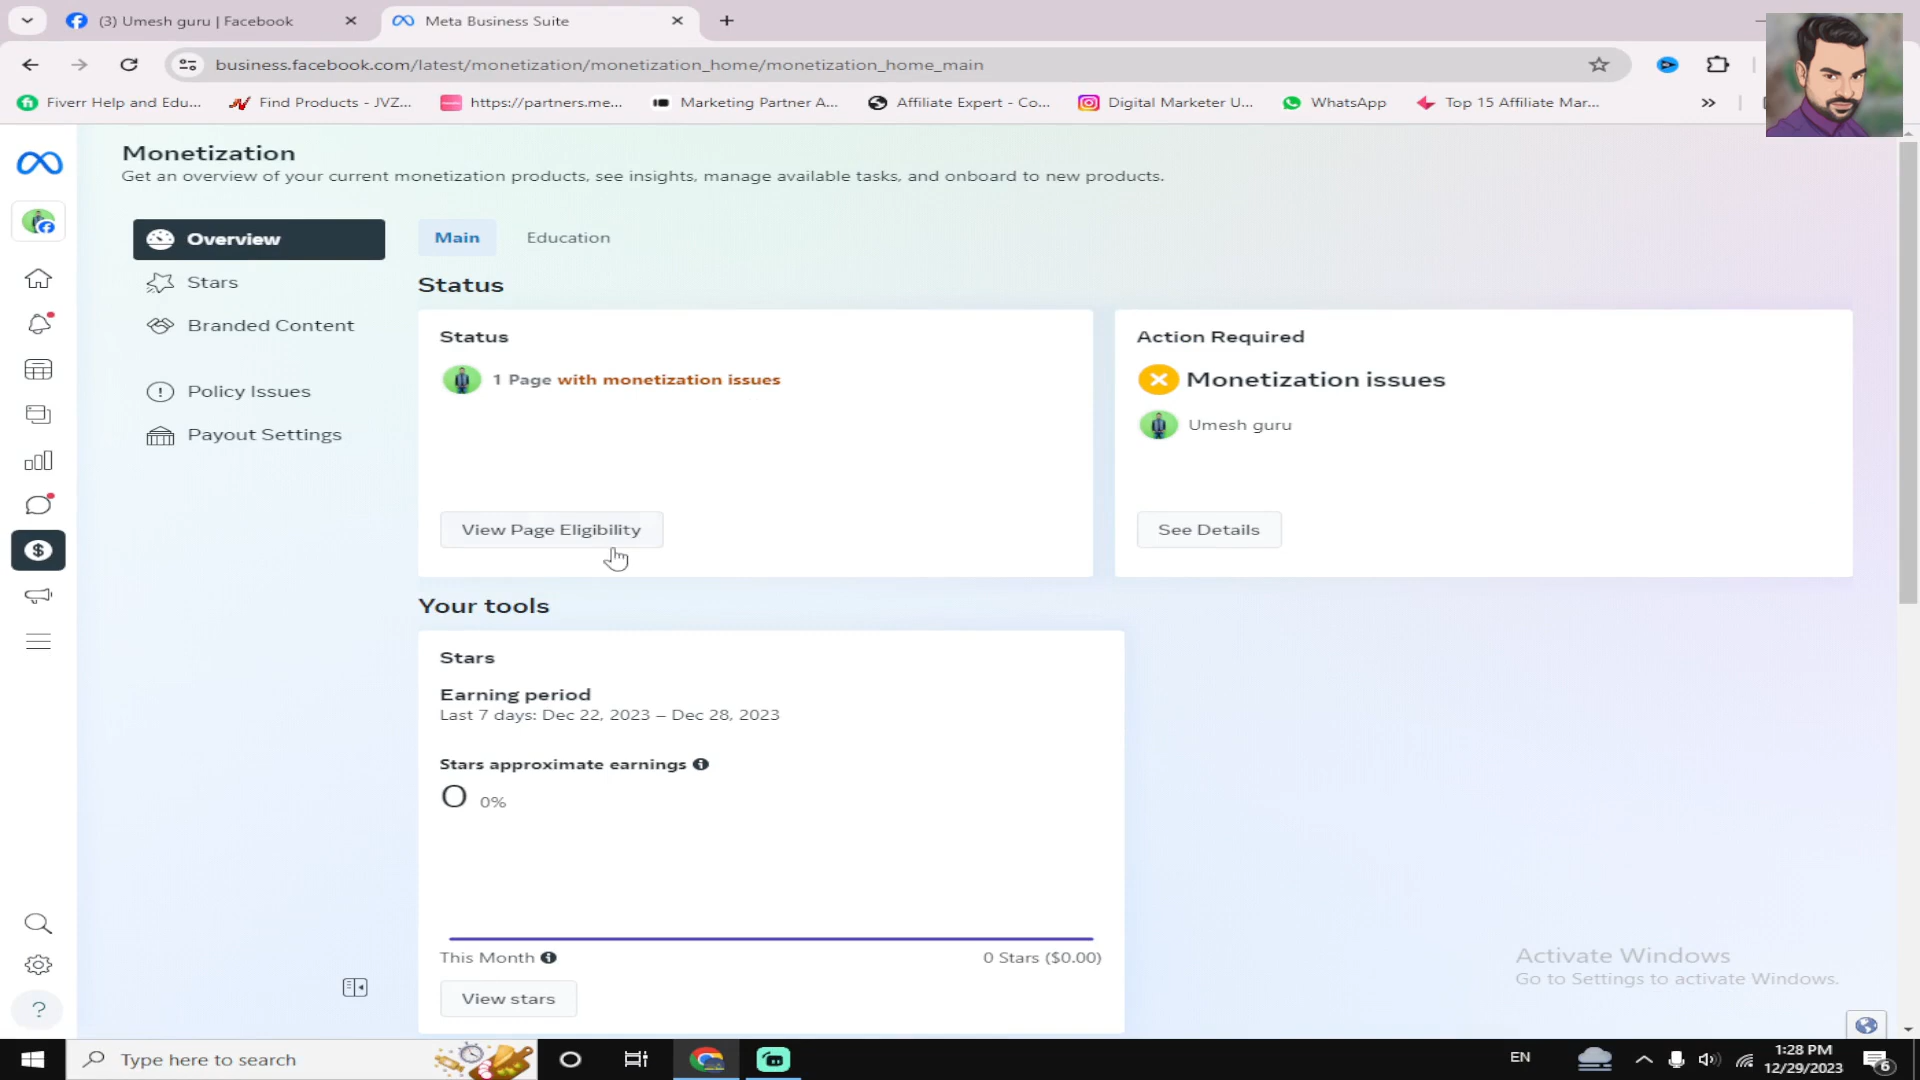 (3) Umesh guru | Facebook
Meta Business Suite
business.facebook.com/latest/monetization/monetization_home/monetization_home_main
Fiverr Help and Edu...
Find Products - JVZ...
https://partners.me...
Marketing Partner A...
Affiliate Expert - Co...
Digital Marketer U...
WhatsApp
Top 15 Affiliate Mar...
Monetization
Get an overview of your current monetization products, see insights, manage available tasks, and onboard to new products.
Overview
Stars
Branded Content
Policy Issues
Payout Settings
Main
Education
Status
Status
1 Page with monetization issues
View Page Eligibility
Action Required
Monetization issues
Umesh guru
See Details
Your tools
Stars
Earning period
Last 7 days: Dec 22, 2023 – Dec 28, 2023
Stars approximate earnings
0 0%
This Month
0 Stars ($0.00)
View stars
Activate Windows
Go to Settings to activate Windows.
Type here to search
EN
1:28 PM
12/29/2023
6